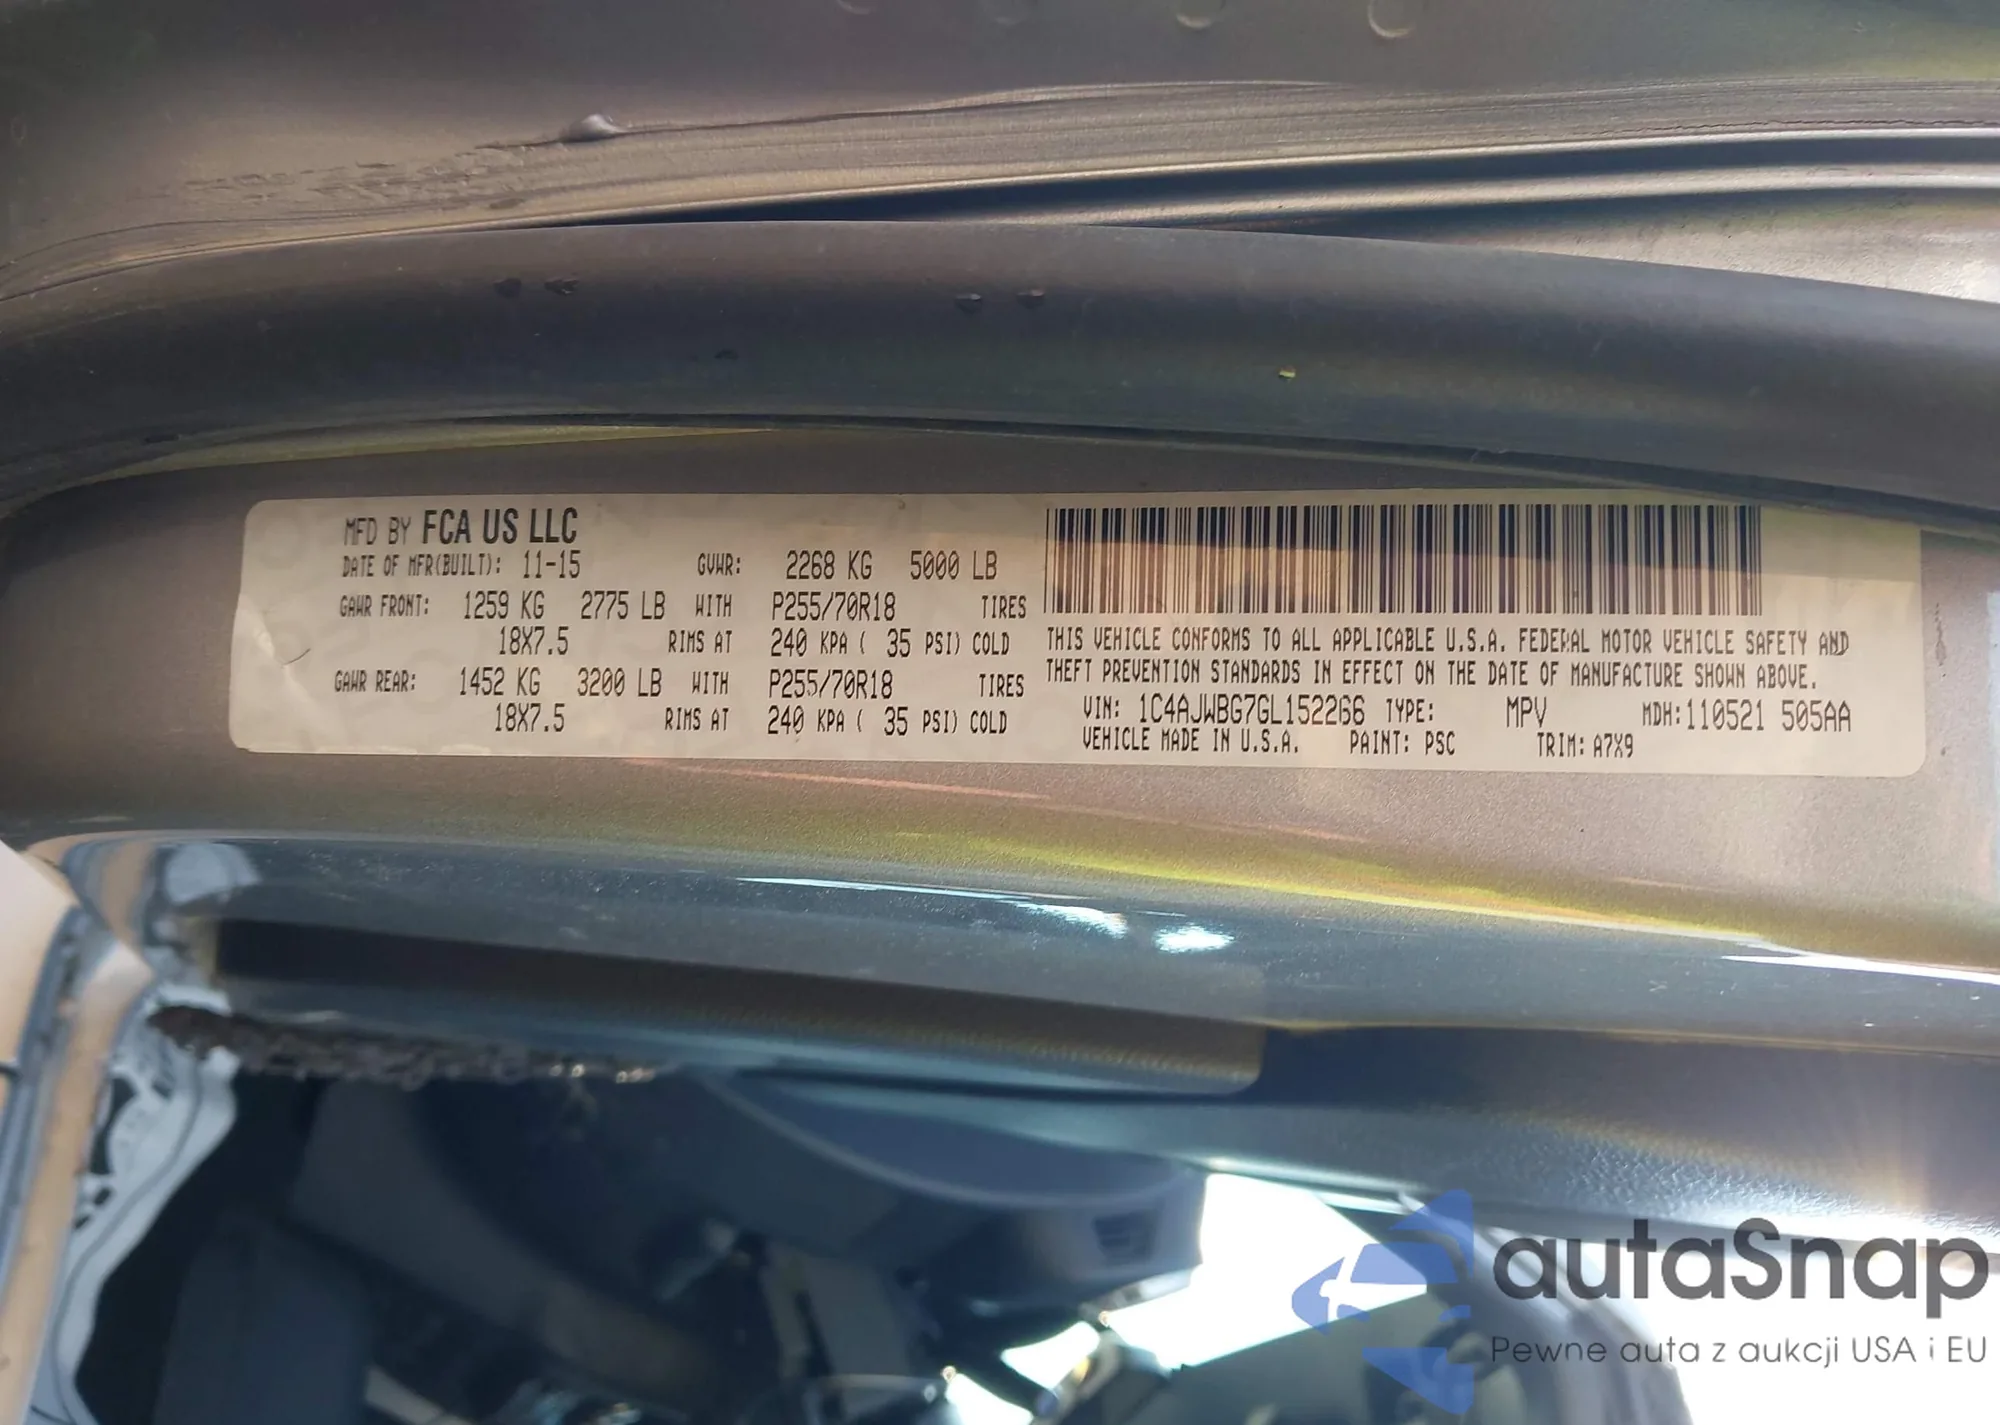 MFD BY FCA US LLC
DATE OF MFR(BUILT): 11-15 GVWR: 2268 KG 5000 LB
GAWR FRONT: 1259 KG 2775 LB WITH P255/70R18 TIRES
18X7.5 RIMS AT 240 KPA ( 35 PSI) COLD
GAWR REAR: 1452 KG 3200 LB WITH P255/70R18 TIRES
18X7.5 RIMS AT 240 KPA ( 35 PSI) COLD
THIS VEHICLE CONFORMS TO ALL APPLICABLE U.S.A. FEDERAL MOTOR VEHICLE SAFETY AND
THEFT PREVENTION STANDARDS IN EFFECT ON THE DATE OF MANUFACTURE SHOWN ABOVE.
VIN: 1C4AJWBG7GL152266 TYPE: MPV MDH:110521 505AA
VEHICLE MADE IN U.S.A. PAINT: PSC TRIM: A7X9
autaSnap
Pewne auta z aukcji USA i EU